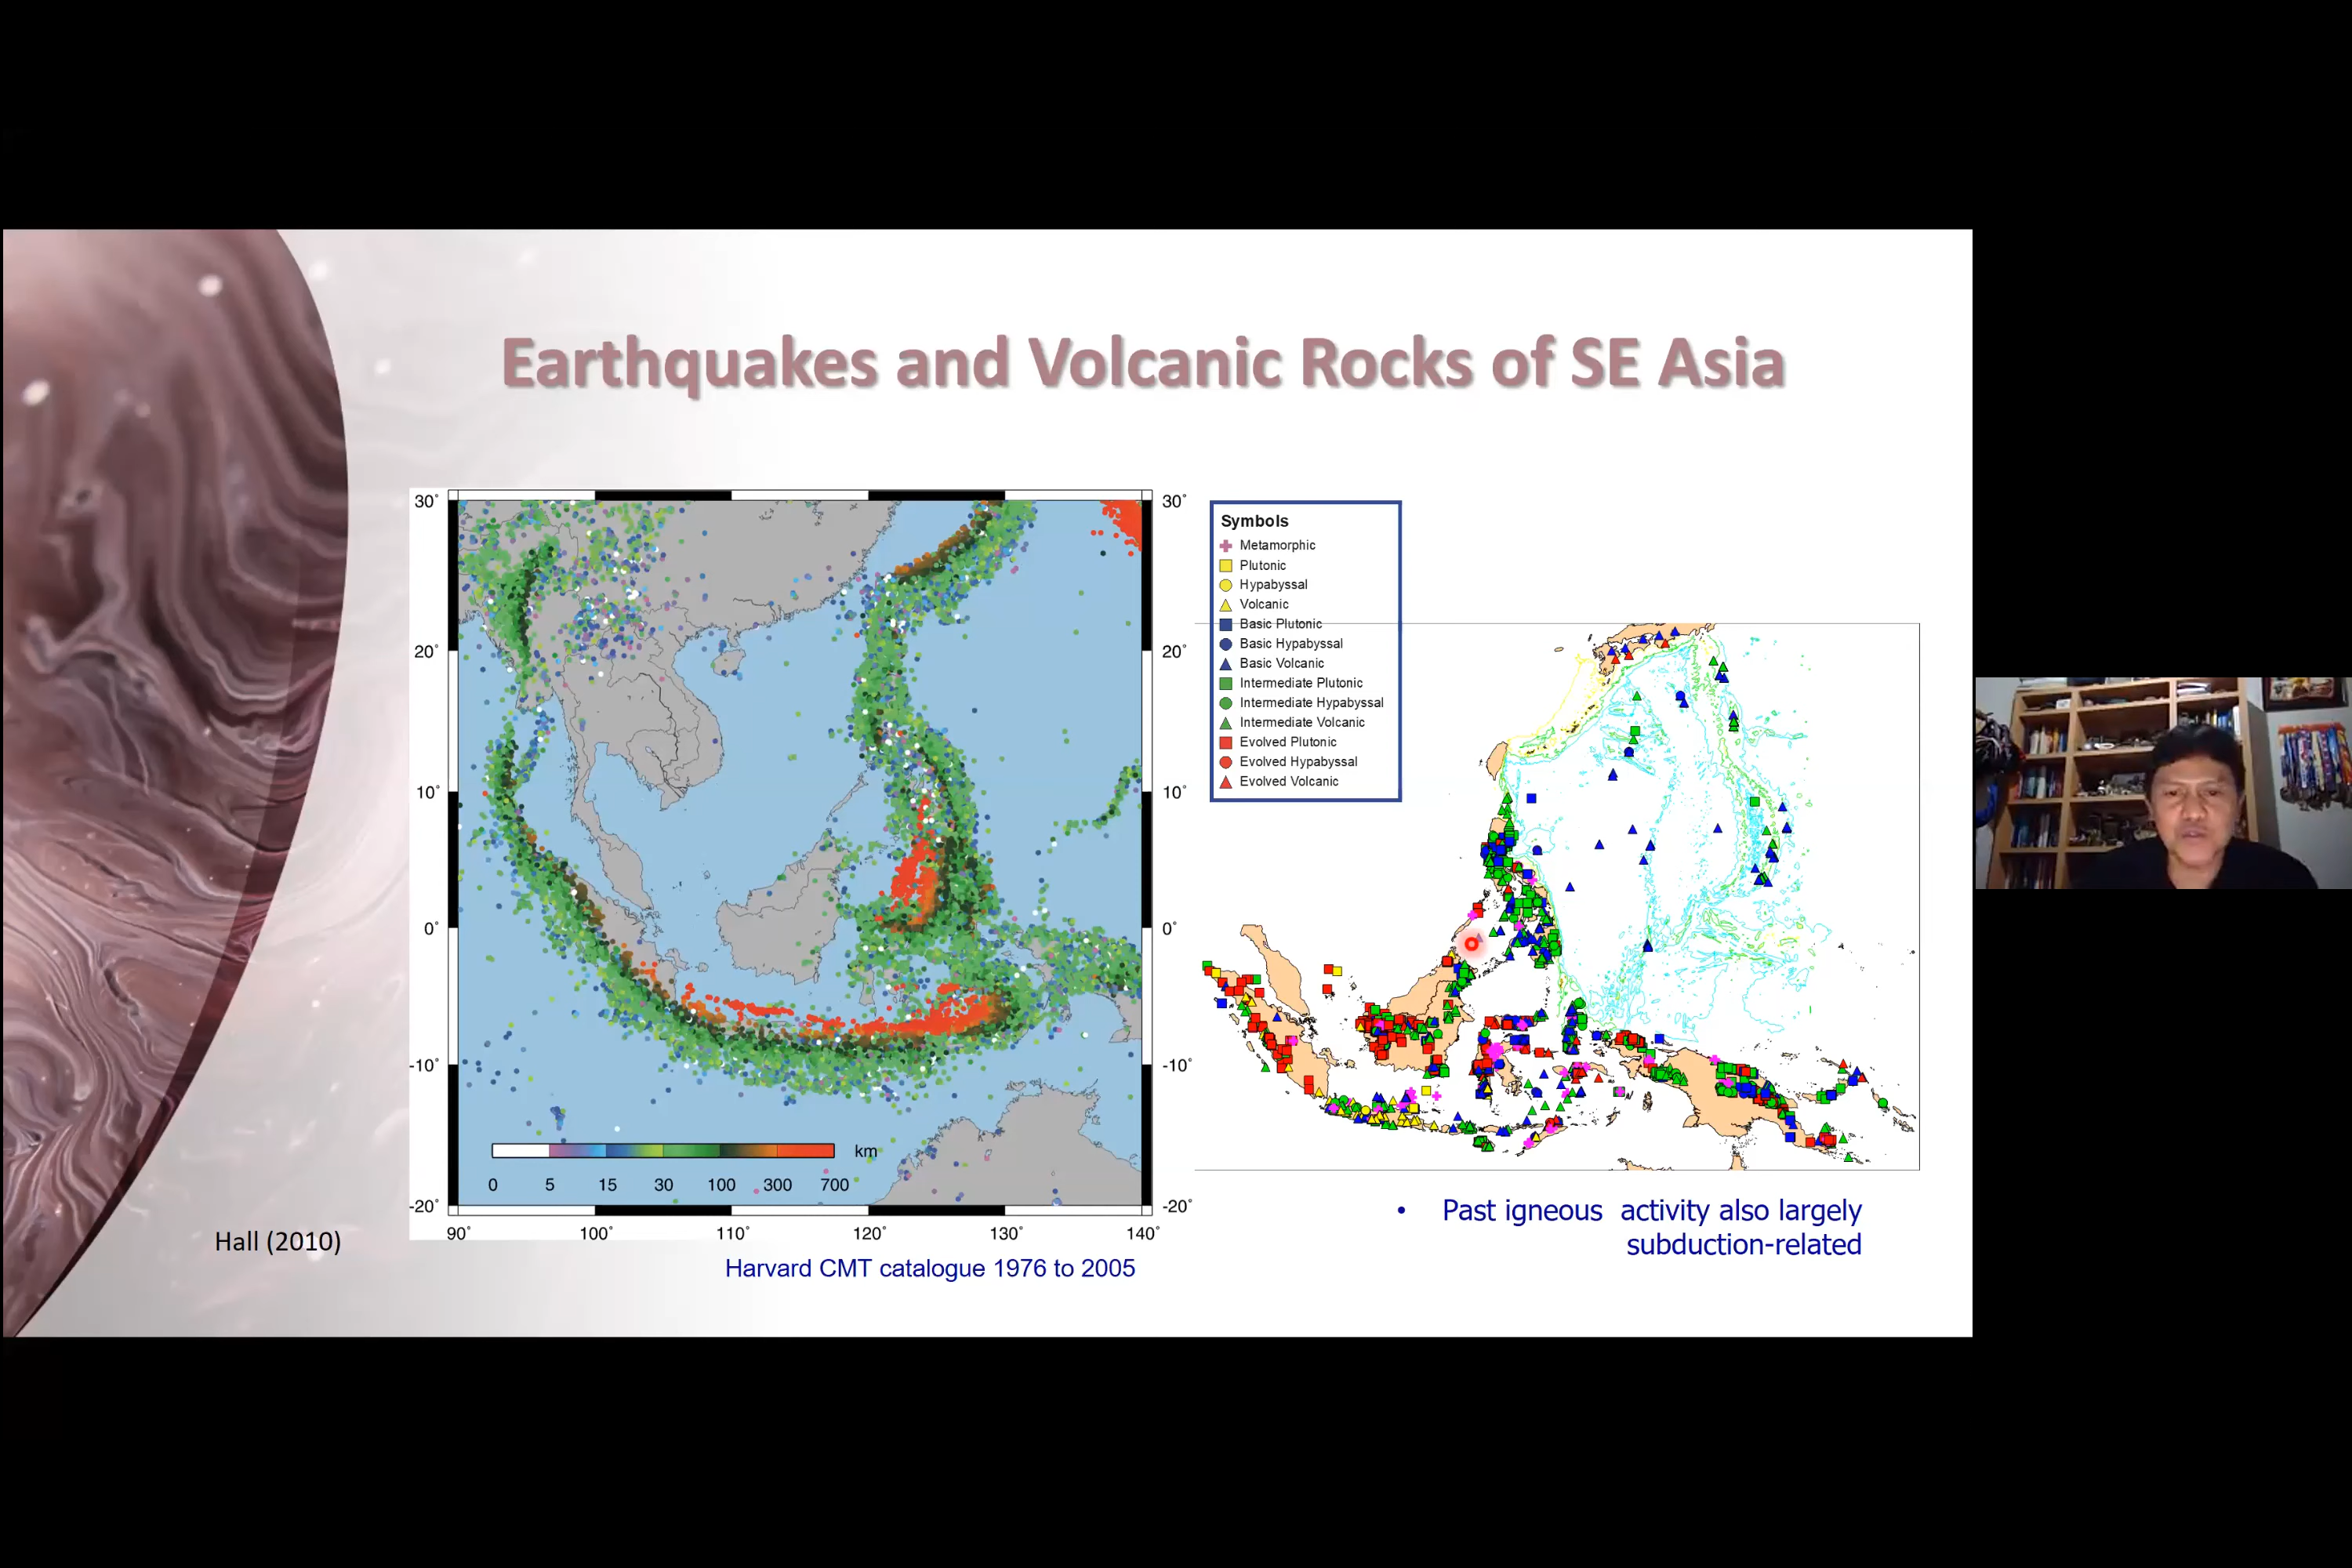 Earthquakes and Volcanic Rocks of SE Asia
30˚
20˚
10˚
0˚
-10˚
-20˚
30˚
20˚
10˚
0˚
-10˚
-20˚
90˚ 100˚ 110˚ 120˚ 130˚ 140˚
km
0 5 15 30 100 300 700
Hall (2010)
Harvard CMT catalogue 1976 to 2005
Symbols
Metamorphic
Plutonic
Hypabyssal
Volcanic
Basic Plutonic
Basic Hypabyssal
Basic Volcanic
Intermediate Plutonic
Intermediate Hypabyssal
Intermediate Volcanic
Evolved Plutonic
Evolved Hypabyssal
Evolved Volcanic
• Past igneous activity also largely
subduction-related